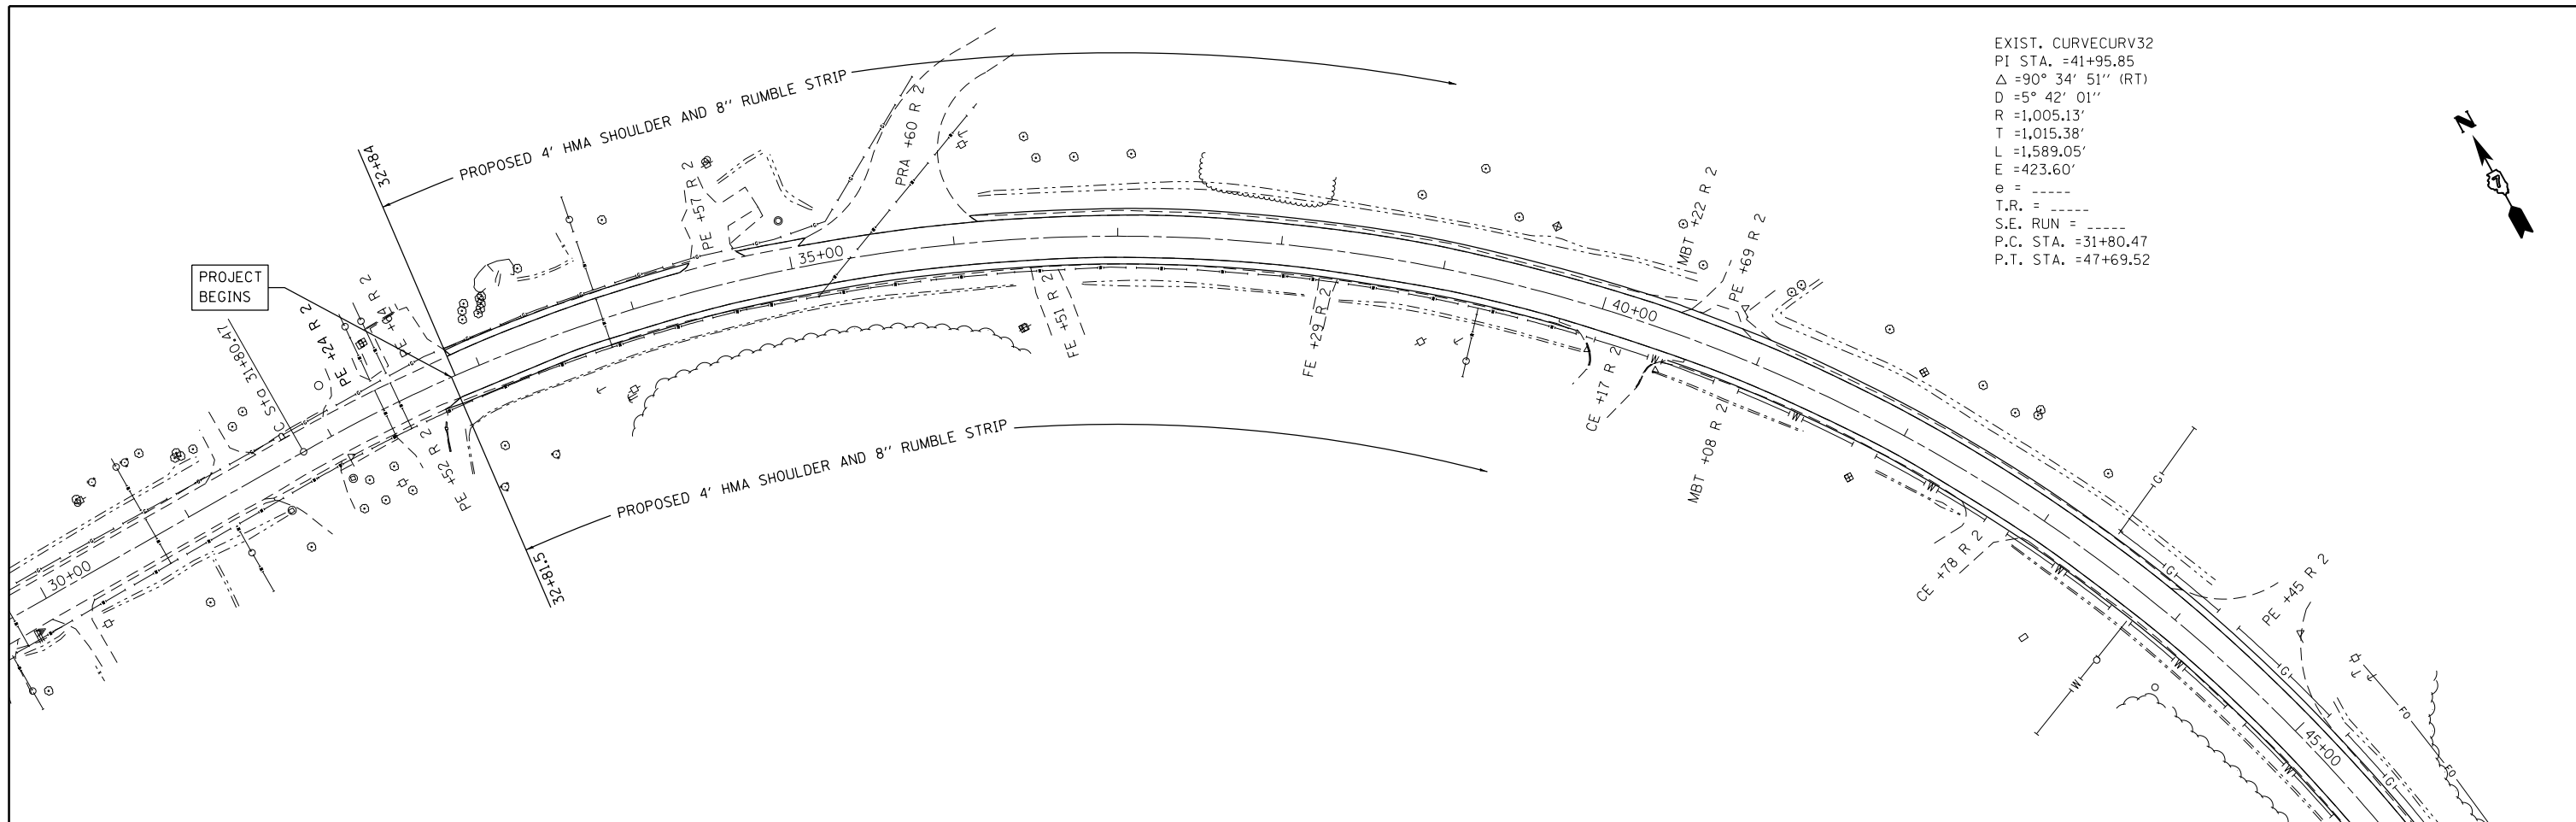 EXIST. CURVECURV32
PI STA. =41+95.85
Δ =90° 34' 51'' (RT)
D =5° 42' 01''
R =1,005.13'
T =1,015.38'
L =1,589.05'
E =423.60'
e = _____
T.R. = _____
S.E. RUN = _____
P.C. STA. =31+80.47
P.T. STA. =47+69.52
N
PROPOSED 4' HMA SHOULDER AND 8'' RUMBLE STRIP
32+84
PRA +60 R 2
PE +57 R 2
MBT +22 R 2
PE +69 R 2
35+00
PROJECT
BEGINS
PE +44 R 2
PE +24 R 2
PC Sta 31+80.47
FE +51 R 2
FE +29 R 2
40+00
CE +17 R 2
MBT +08 R 2
PE +52 R 2
PROPOSED 4' HMA SHOULDER AND 8'' RUMBLE STRIP
32+81.5
30+00
CE +78 R 2
PE +45 R 2
45+00
W
W
W
W
W
W
W
G
G
G
G
FO
FO